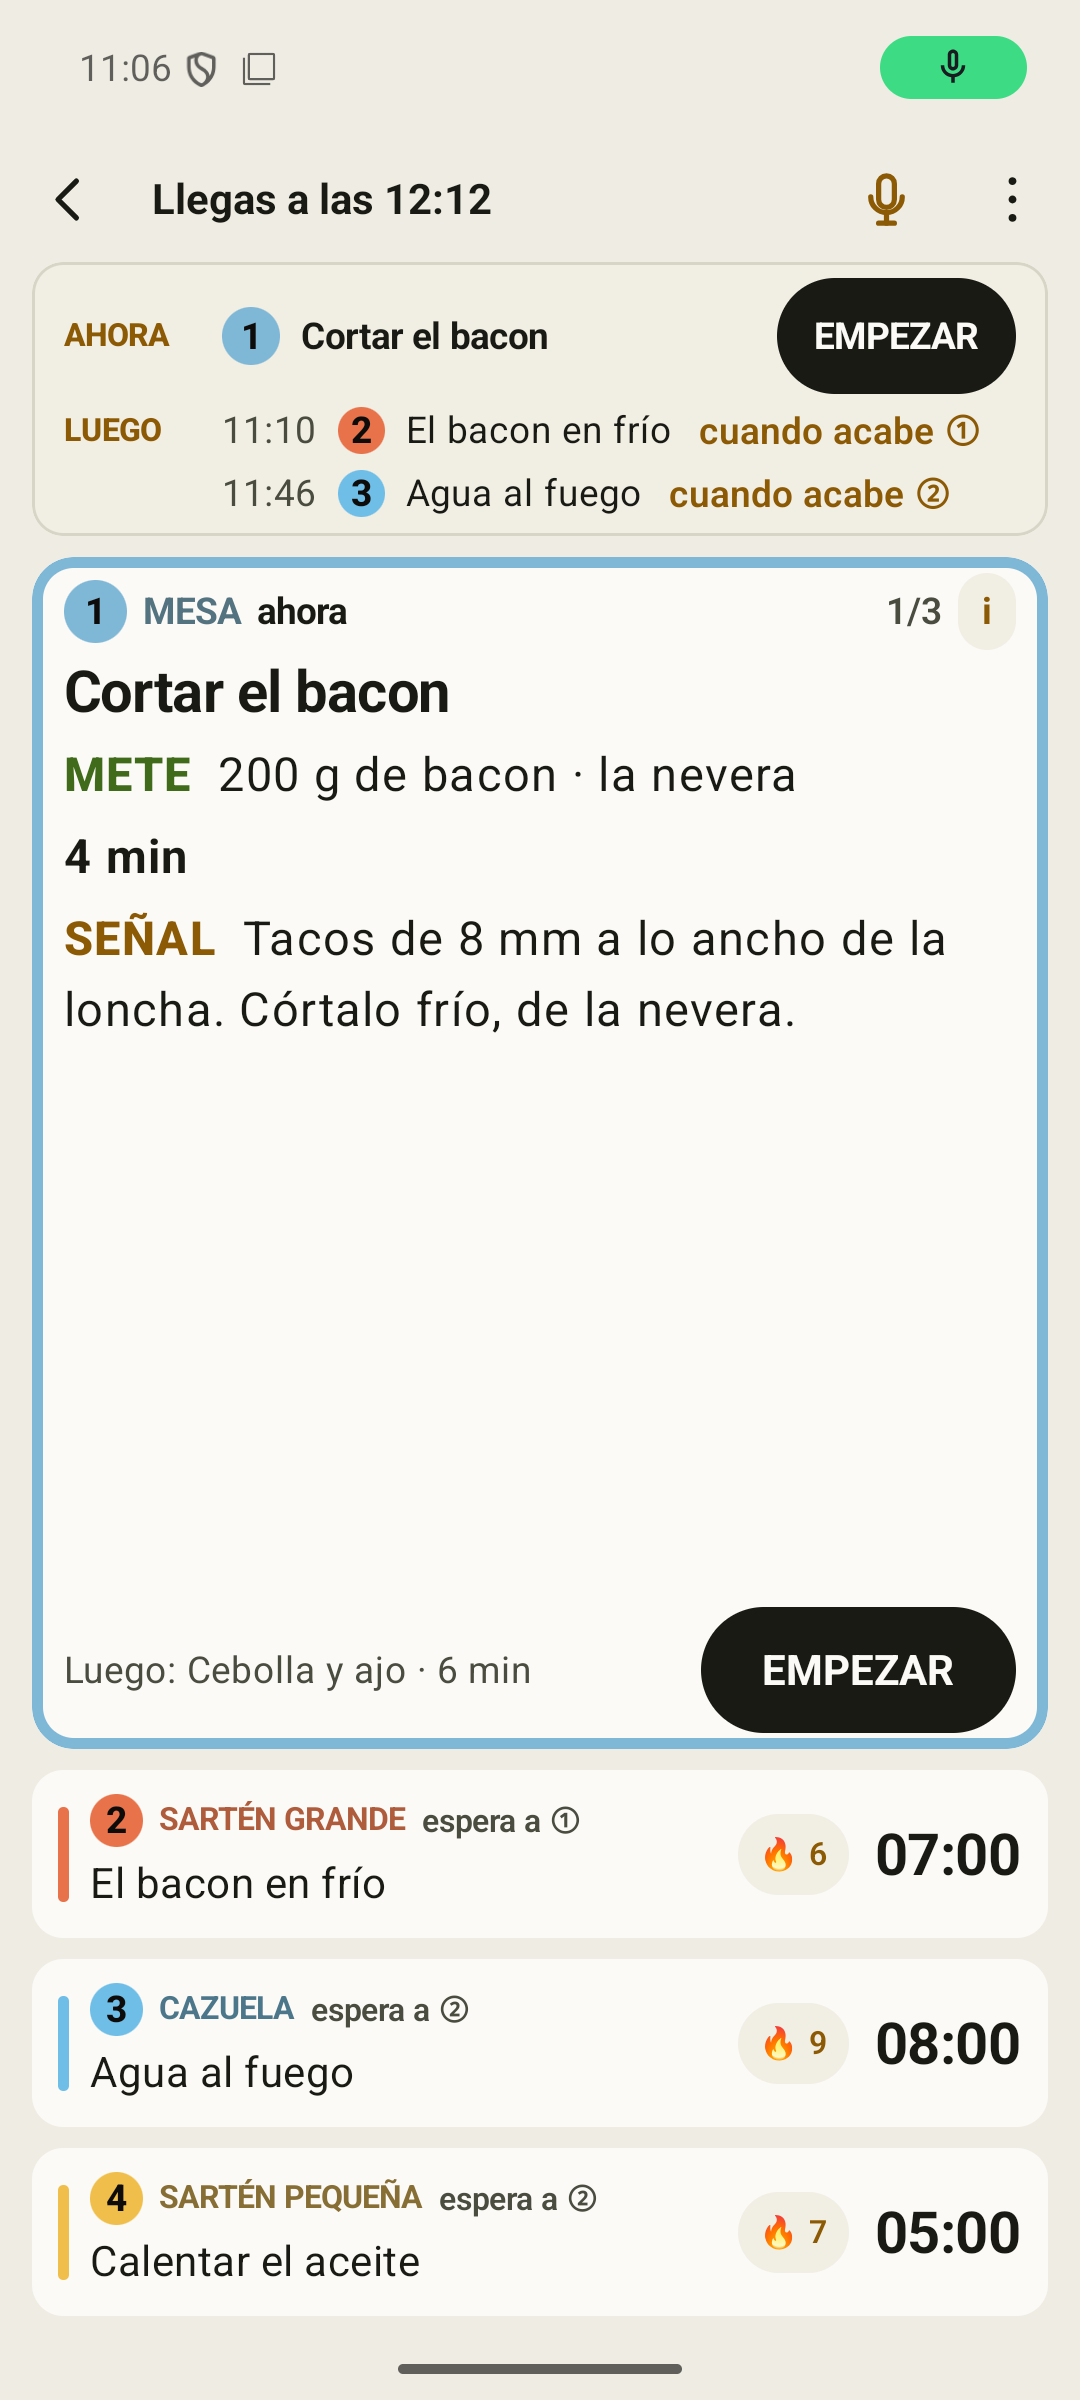 11:06
Llegas a las 12:12
AHORA 1 Cortar el bacon EMPEZAR
LUEGO 11:10 2 El bacon en frío cuando acabe ①
11:46 3 Agua al fuego cuando acabe ②
1 MESA ahora 1/3 i
Cortar el bacon
METE 200 g de bacon · la nevera
4 min
SEÑAL Tacos de 8 mm a lo ancho de la
loncha. Córtalo frío, de la nevera.
Luego: Cebolla y ajo · 6 min EMPEZAR
2 SARTÉN GRANDE espera a ①
El bacon en frío 🔥 6 07:00
3 CAZUELA espera a ②
Agua al fuego 🔥 9 08:00
4 SARTÉN PEQUEÑA espera a ②
Calentar el aceite 🔥 7 05:00